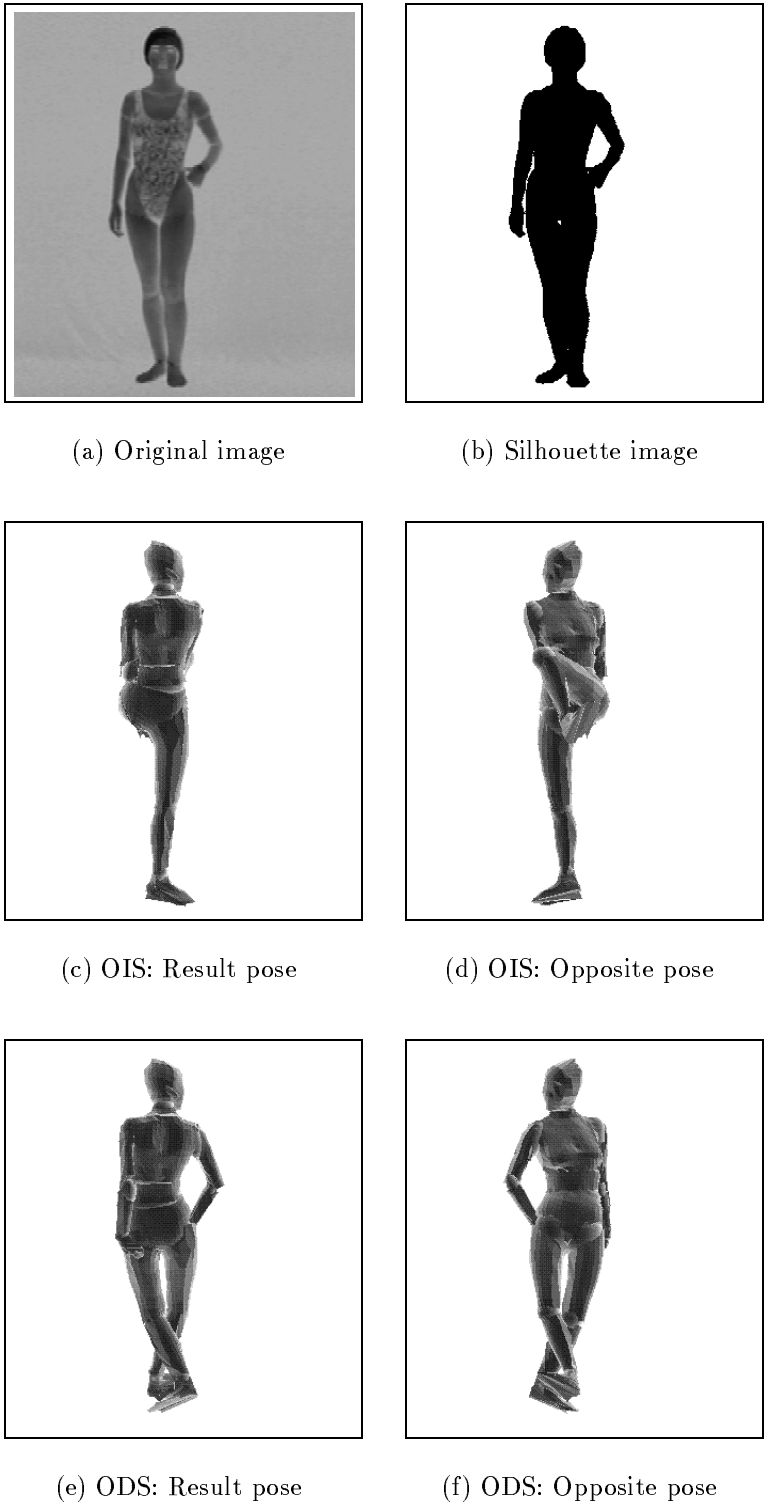 (a) Original image
(b) Silhouette image
(c) OIS: Result pose
(d) OIS: Opposite pose
(e) ODS: Result pose
(f) ODS: Opposite pose